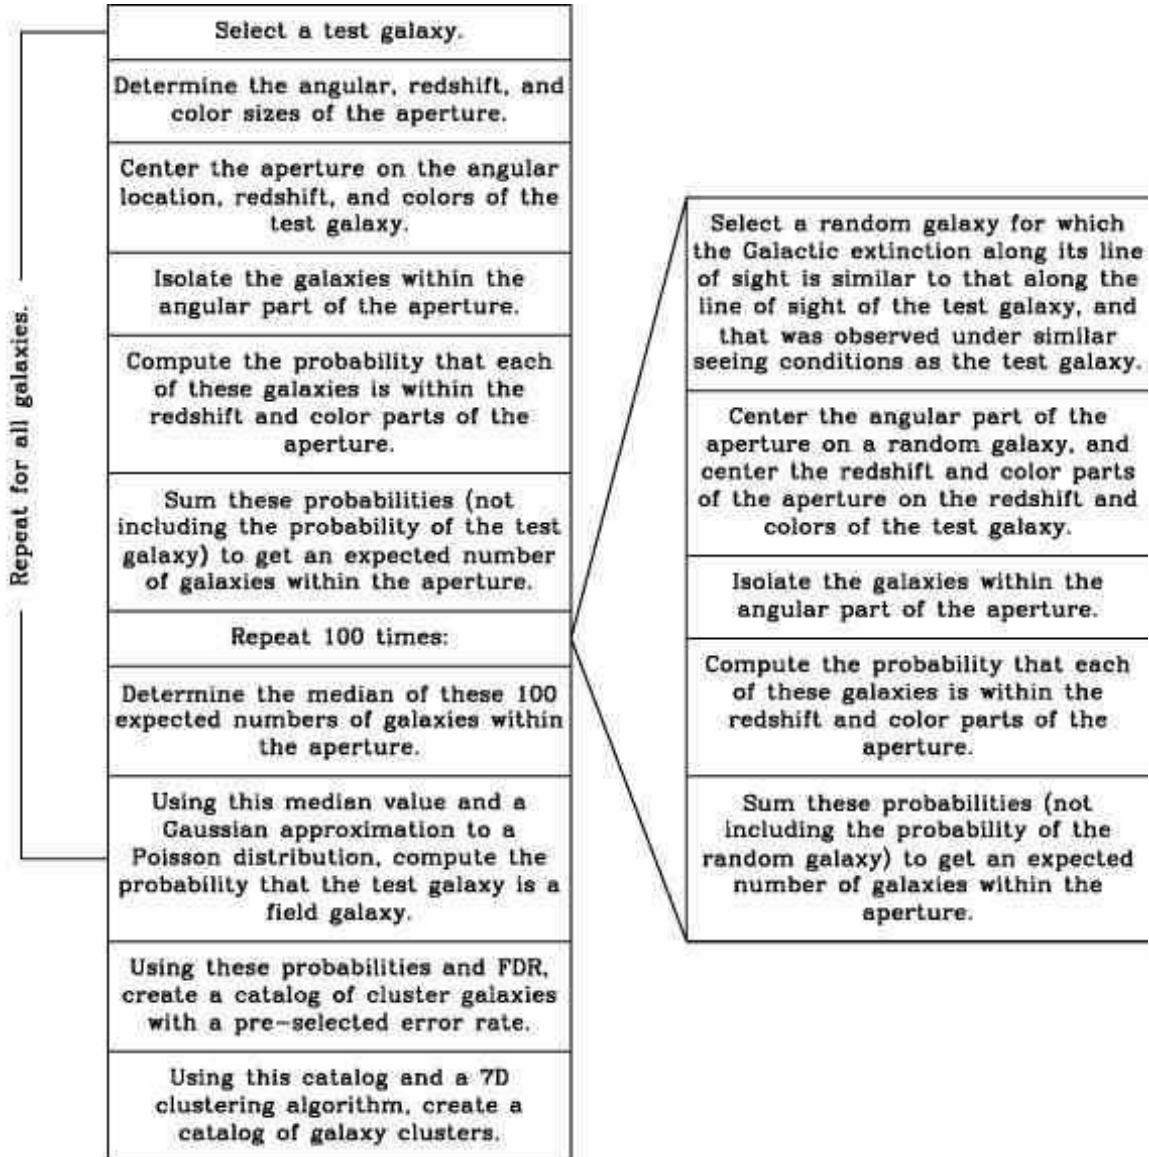 Repeat for all galaxies.
Select a test galaxy.
Determine the angular, redshift, and
color sizes of the aperture.
Center the aperture on the angular
location, redshift, and colors of the
test galaxy.
Isolate the galaxies within the
angular part of the aperture.
Compute the probability that each
of these galaxies is within the
redshift and color parts of the
aperture.
Sum these probabilities (not
including the probability of the test
galaxy) to get an expected number
of galaxies within the aperture.
Repeat 100 times:
Determine the median of these 100
expected numbers of galaxies within
the aperture.
Using this median value and a
Gaussian approximation to a
Poisson distribution, compute the
probability that the test galaxy is a
field galaxy.
Using these probabilities and FDR,
create a catalog of cluster galaxies
with a pre-selected error rate.
Using this catalog and a 7D
clustering algorithm, create a
catalog of galaxy clusters.
Select a random galaxy for which
the Galactic extinction along its line
of sight is similar to that along the
line of sight of the test galaxy, and
that was observed under similar
seeing conditions as the test galaxy.
Center the angular part of the
aperture on a random galaxy, and
center the redshift and color parts
of the aperture on the redshift and
colors of the test galaxy.
Isolate the galaxies within the
angular part of the aperture.
Compute the probability that each
of these galaxies is within the
redshift and color parts of the
aperture.
Sum these probabilities (not
including the probability of the
random galaxy) to get an expected
number of galaxies within the
aperture.